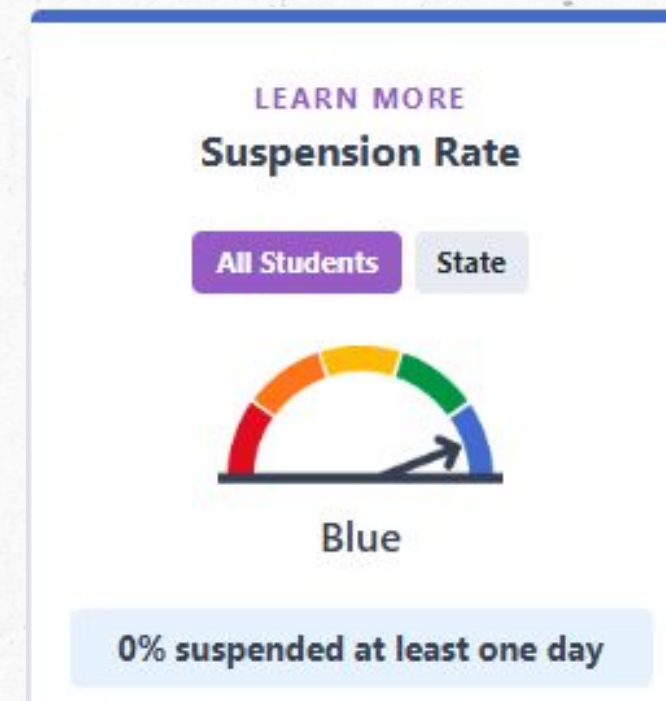 LEARN MORE
Suspension Rate
All Students State
Blue
0% suspended at least one day